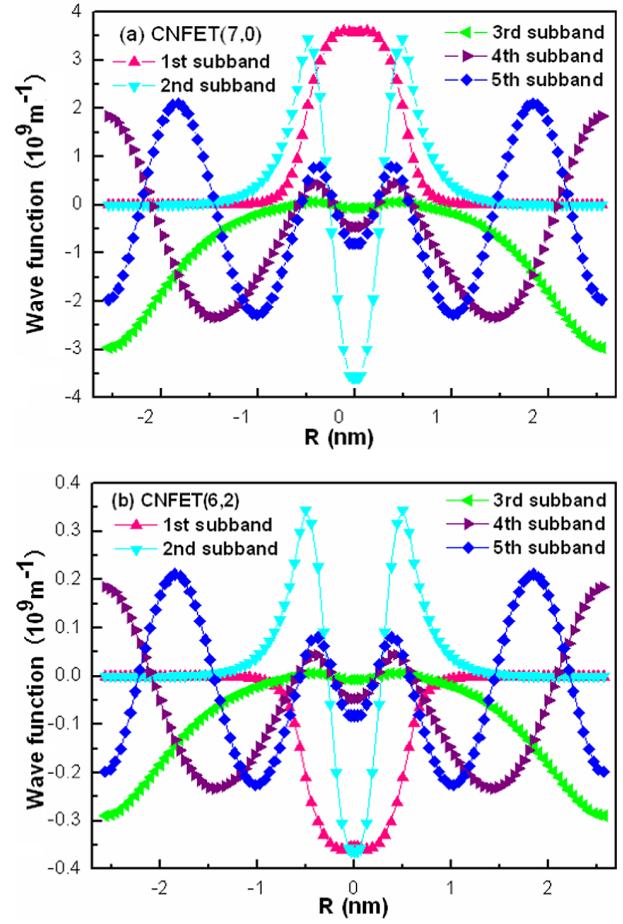 (a) CNFET(7,0)
1st subband
2nd subband
3rd subband
4th subband
5th subband
Wave function (10⁹m⁻¹)
4
3
2
1
0
-1
-2
-3
-4
-2
-1
0
1
2
R (nm)
(b) CNFET(6,2)
1st subband
2nd subband
3rd subband
4th subband
5th subband
Wave function (10⁹m⁻¹)
0.4
0.3
0.2
0.1
0.0
-0.1
-0.2
-0.3
-0.4
-2
-1
0
1
2
R (nm)